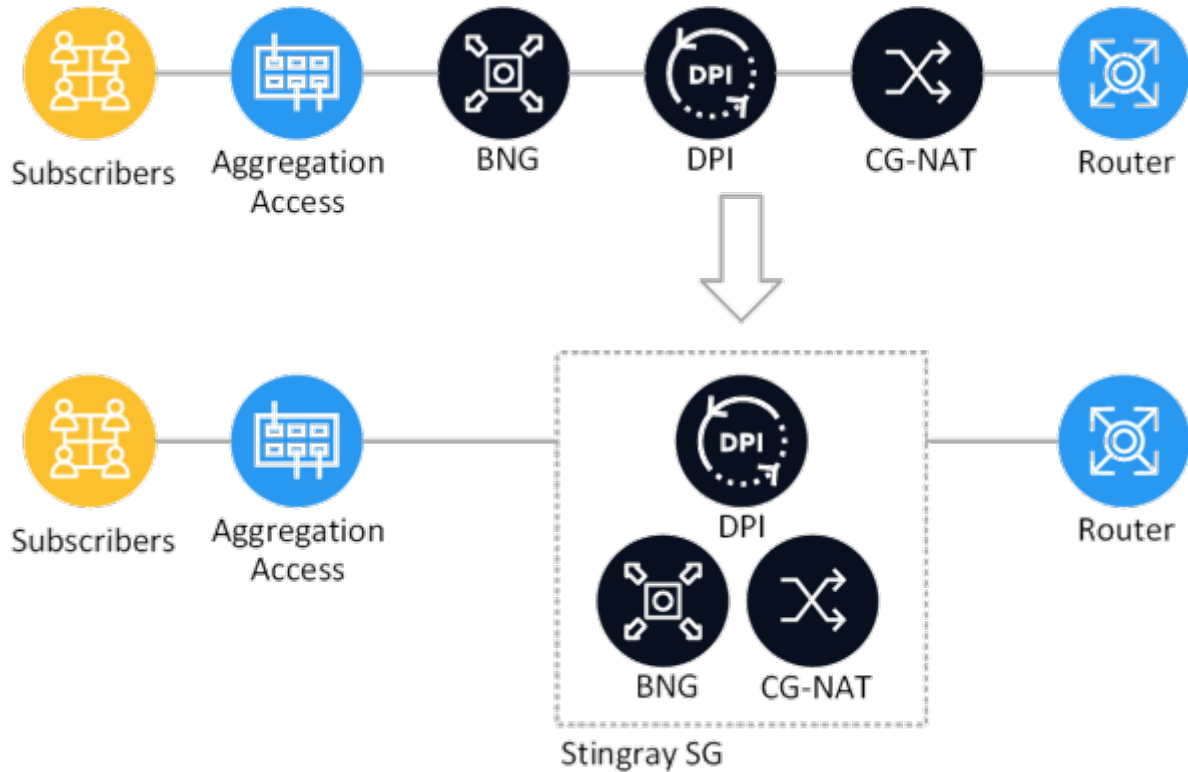 DPI
Subscribers
Aggregation
Access
BNG
DPI
CG-NAT
Router
DPI
Subscribers
Aggregation
Access
DPI
Router
BNG
CG-NAT
Stingray SG